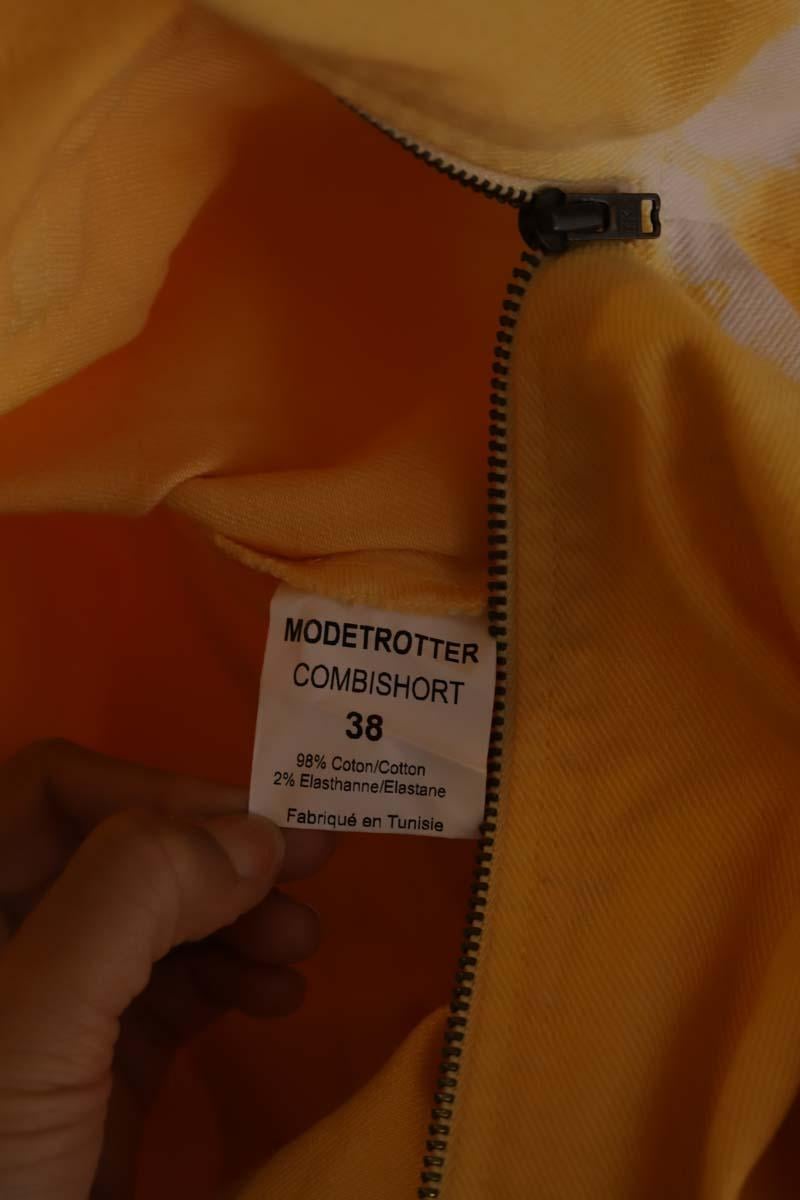 MODETROTTER
COMBISHORT
38
98% Coton/Cotton
2% Elasthanne/Elastane
Fabriqué en Tunisie